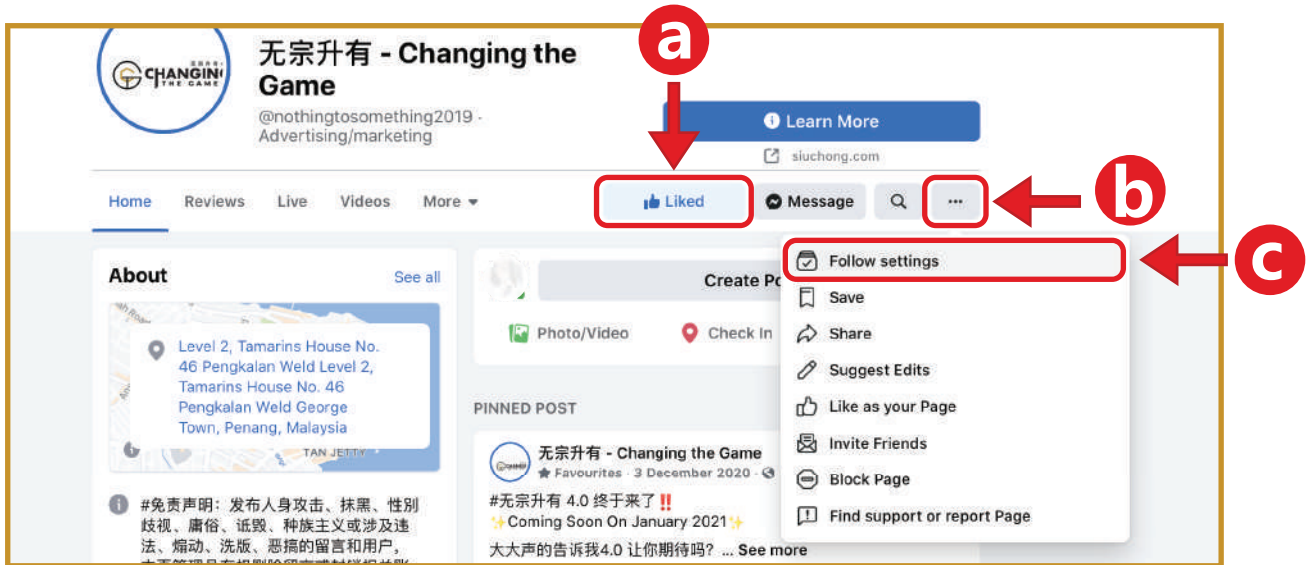 a
无宗升有 - Changing the
Game
CHANGING
THE GAME
@nothingtosomething2019 ·
Advertising/marketing
Learn More
siuchong.com
Home Reviews Live Videos More
Liked Message ...
b
c
About See all
Level 2, Tamarins House No.
46 Pengkalan Weld Level 2,
Tamarins House No. 46
Pengkalan Weld George
Town, Penang, Malaysia
TAN JETTY
#免责声明：发布人身攻击、抹黑、性别
歧视、庸俗、诋毁、种族主义或涉及违
法、煽动、洗版、恶搞的留言和用户，
Create Po
Photo/Video Check In
PINNED POST
无宗升有 - Changing the Game
Favourites · 3 December 2020 ·
#无宗升有 4.0 终于来了‼
✨Coming Soon On January 2021✨
大大声的告诉我4.0 让你期待吗？ ... See more
Follow settings
Save
Share
Suggest Edits
Like as your Page
Invite Friends
Block Page
Find support or report Page